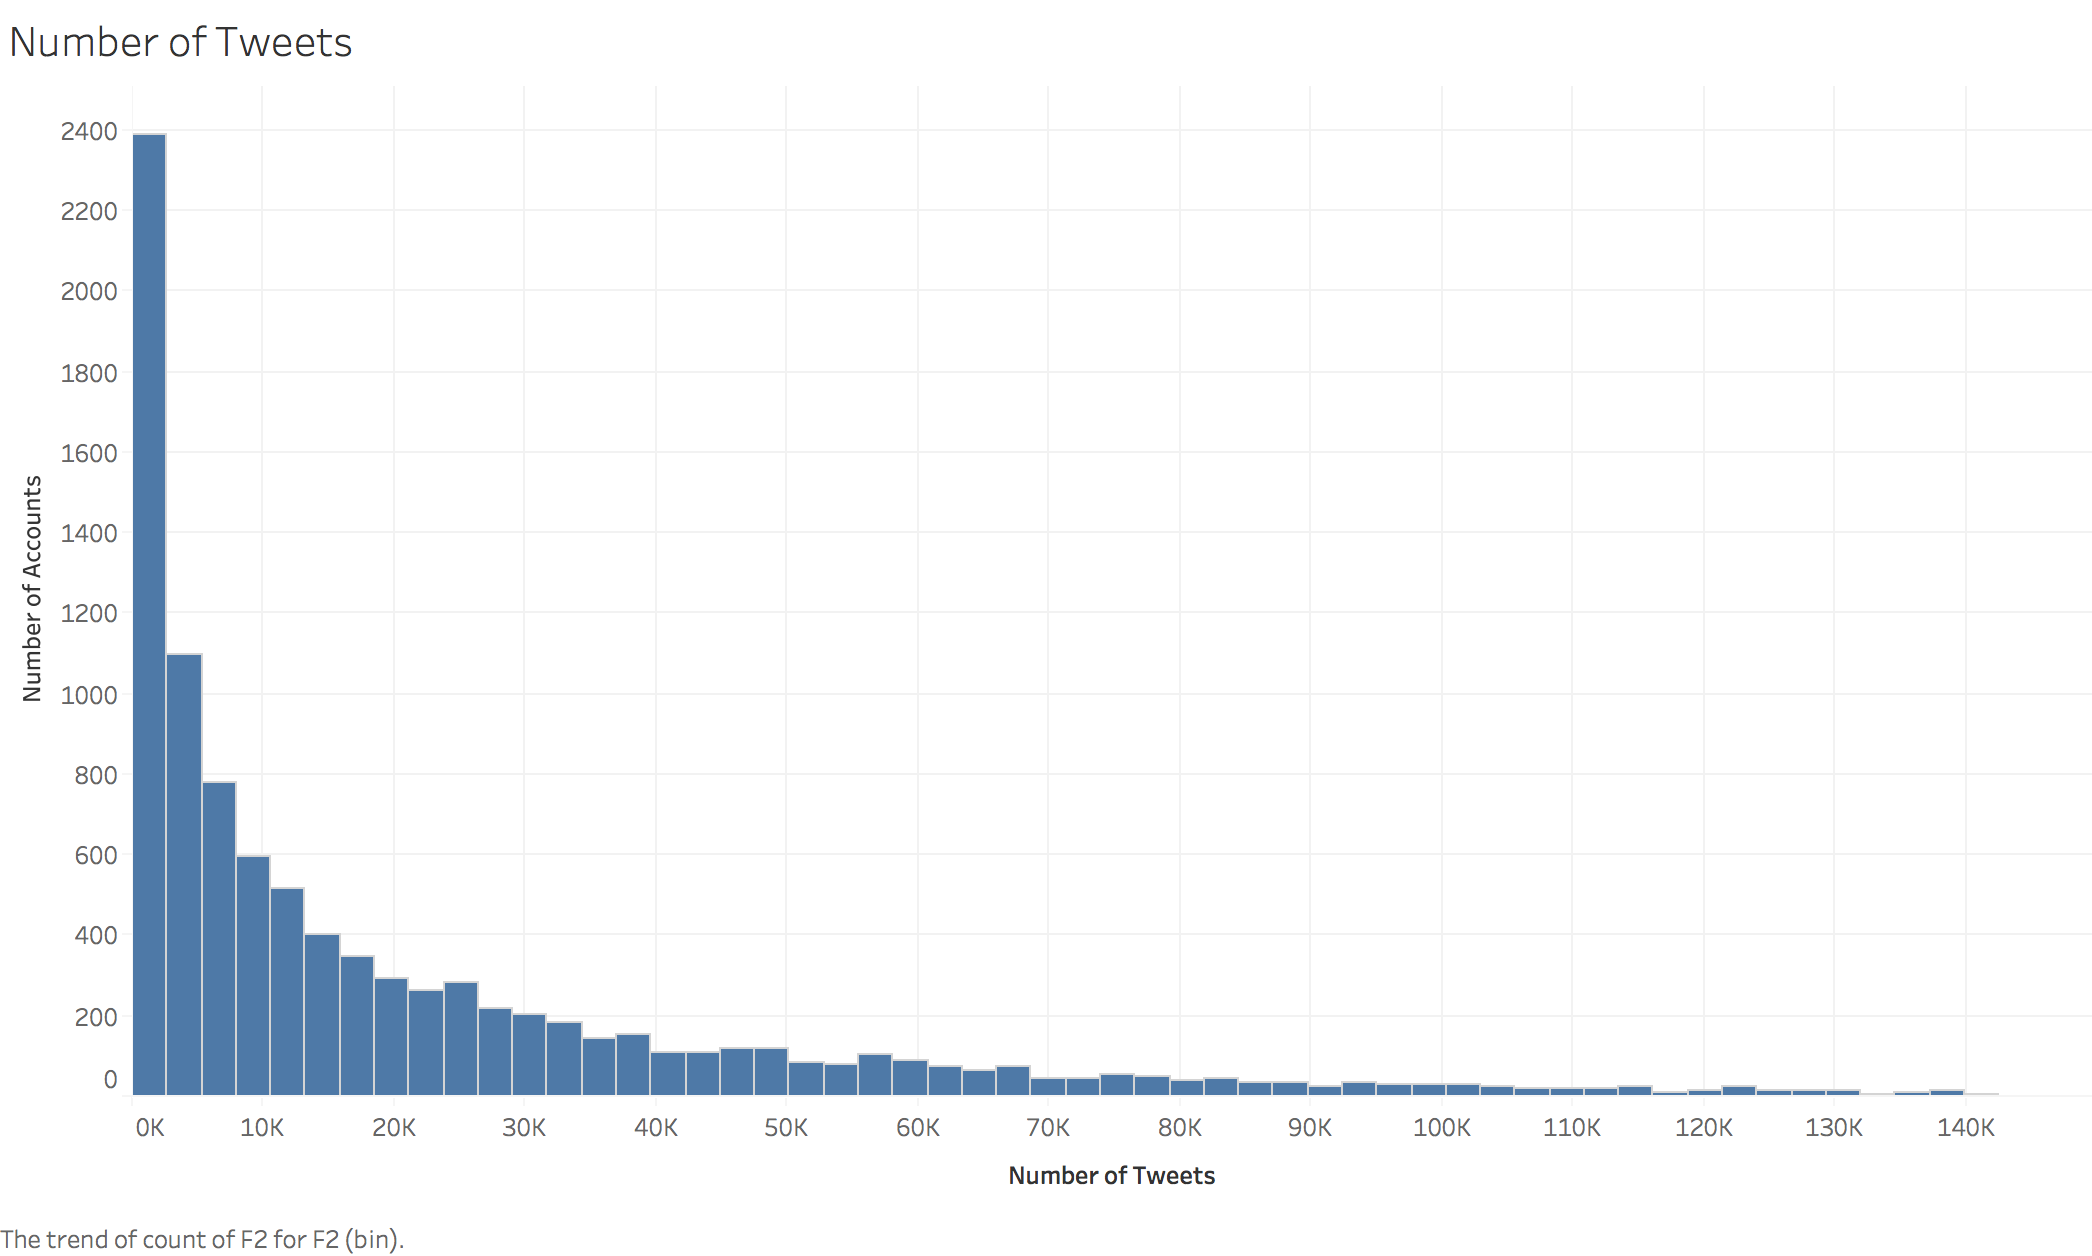 Number of Tweets
2400
2200
2000
1800
1600
1400
1200
1000
800
600
400
200
0
Number of Accounts
0K 10K 20K 30K 40K 50K 60K 70K 80K 90K 100K 110K 120K 130K 140K
Number of Tweets
The trend of count of F2 for F2 (bin).